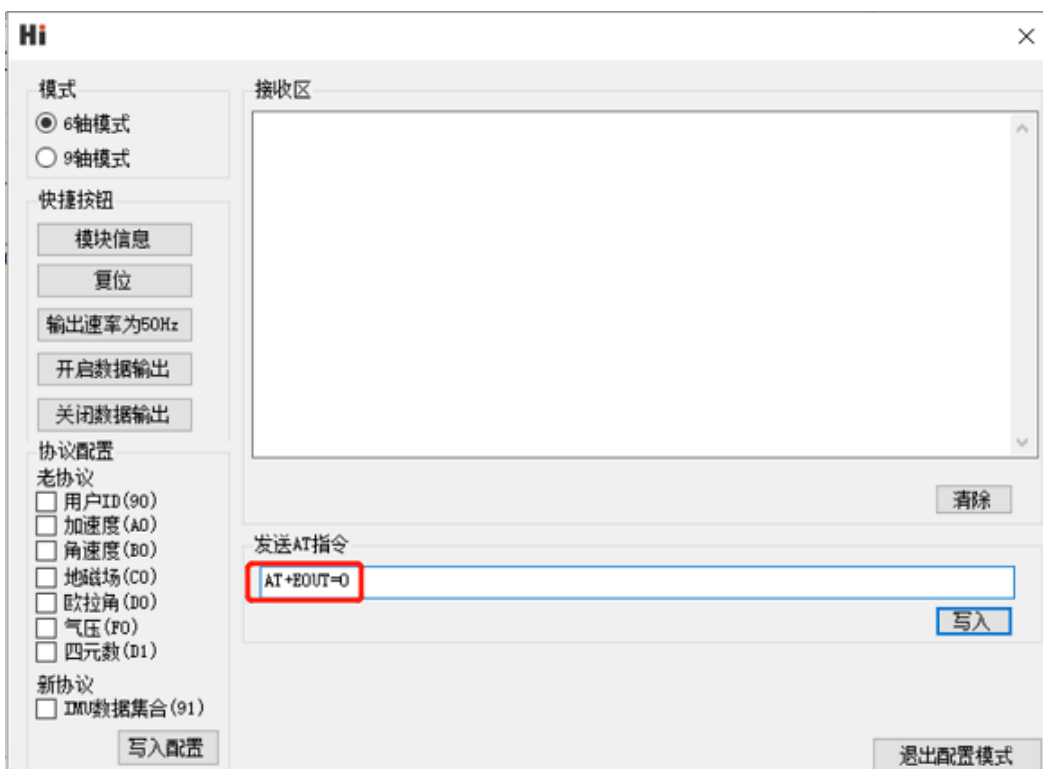 Hi
模式
6轴模式
9轴模式
快捷按钮
模块信息
复位
输出速率为50Hz
开启数据输出
关闭数据输出
协议配置
老协议
用户ID(90)
加速度(A0)
角速度(B0)
地磁场(C0)
欧拉角(D0)
气压(F0)
四元数(D1)
新协议
IMU数据集合(91)
写入配置
接收区
清除
发送AT指令
AT+EOUT=0
写入
退出配置模式